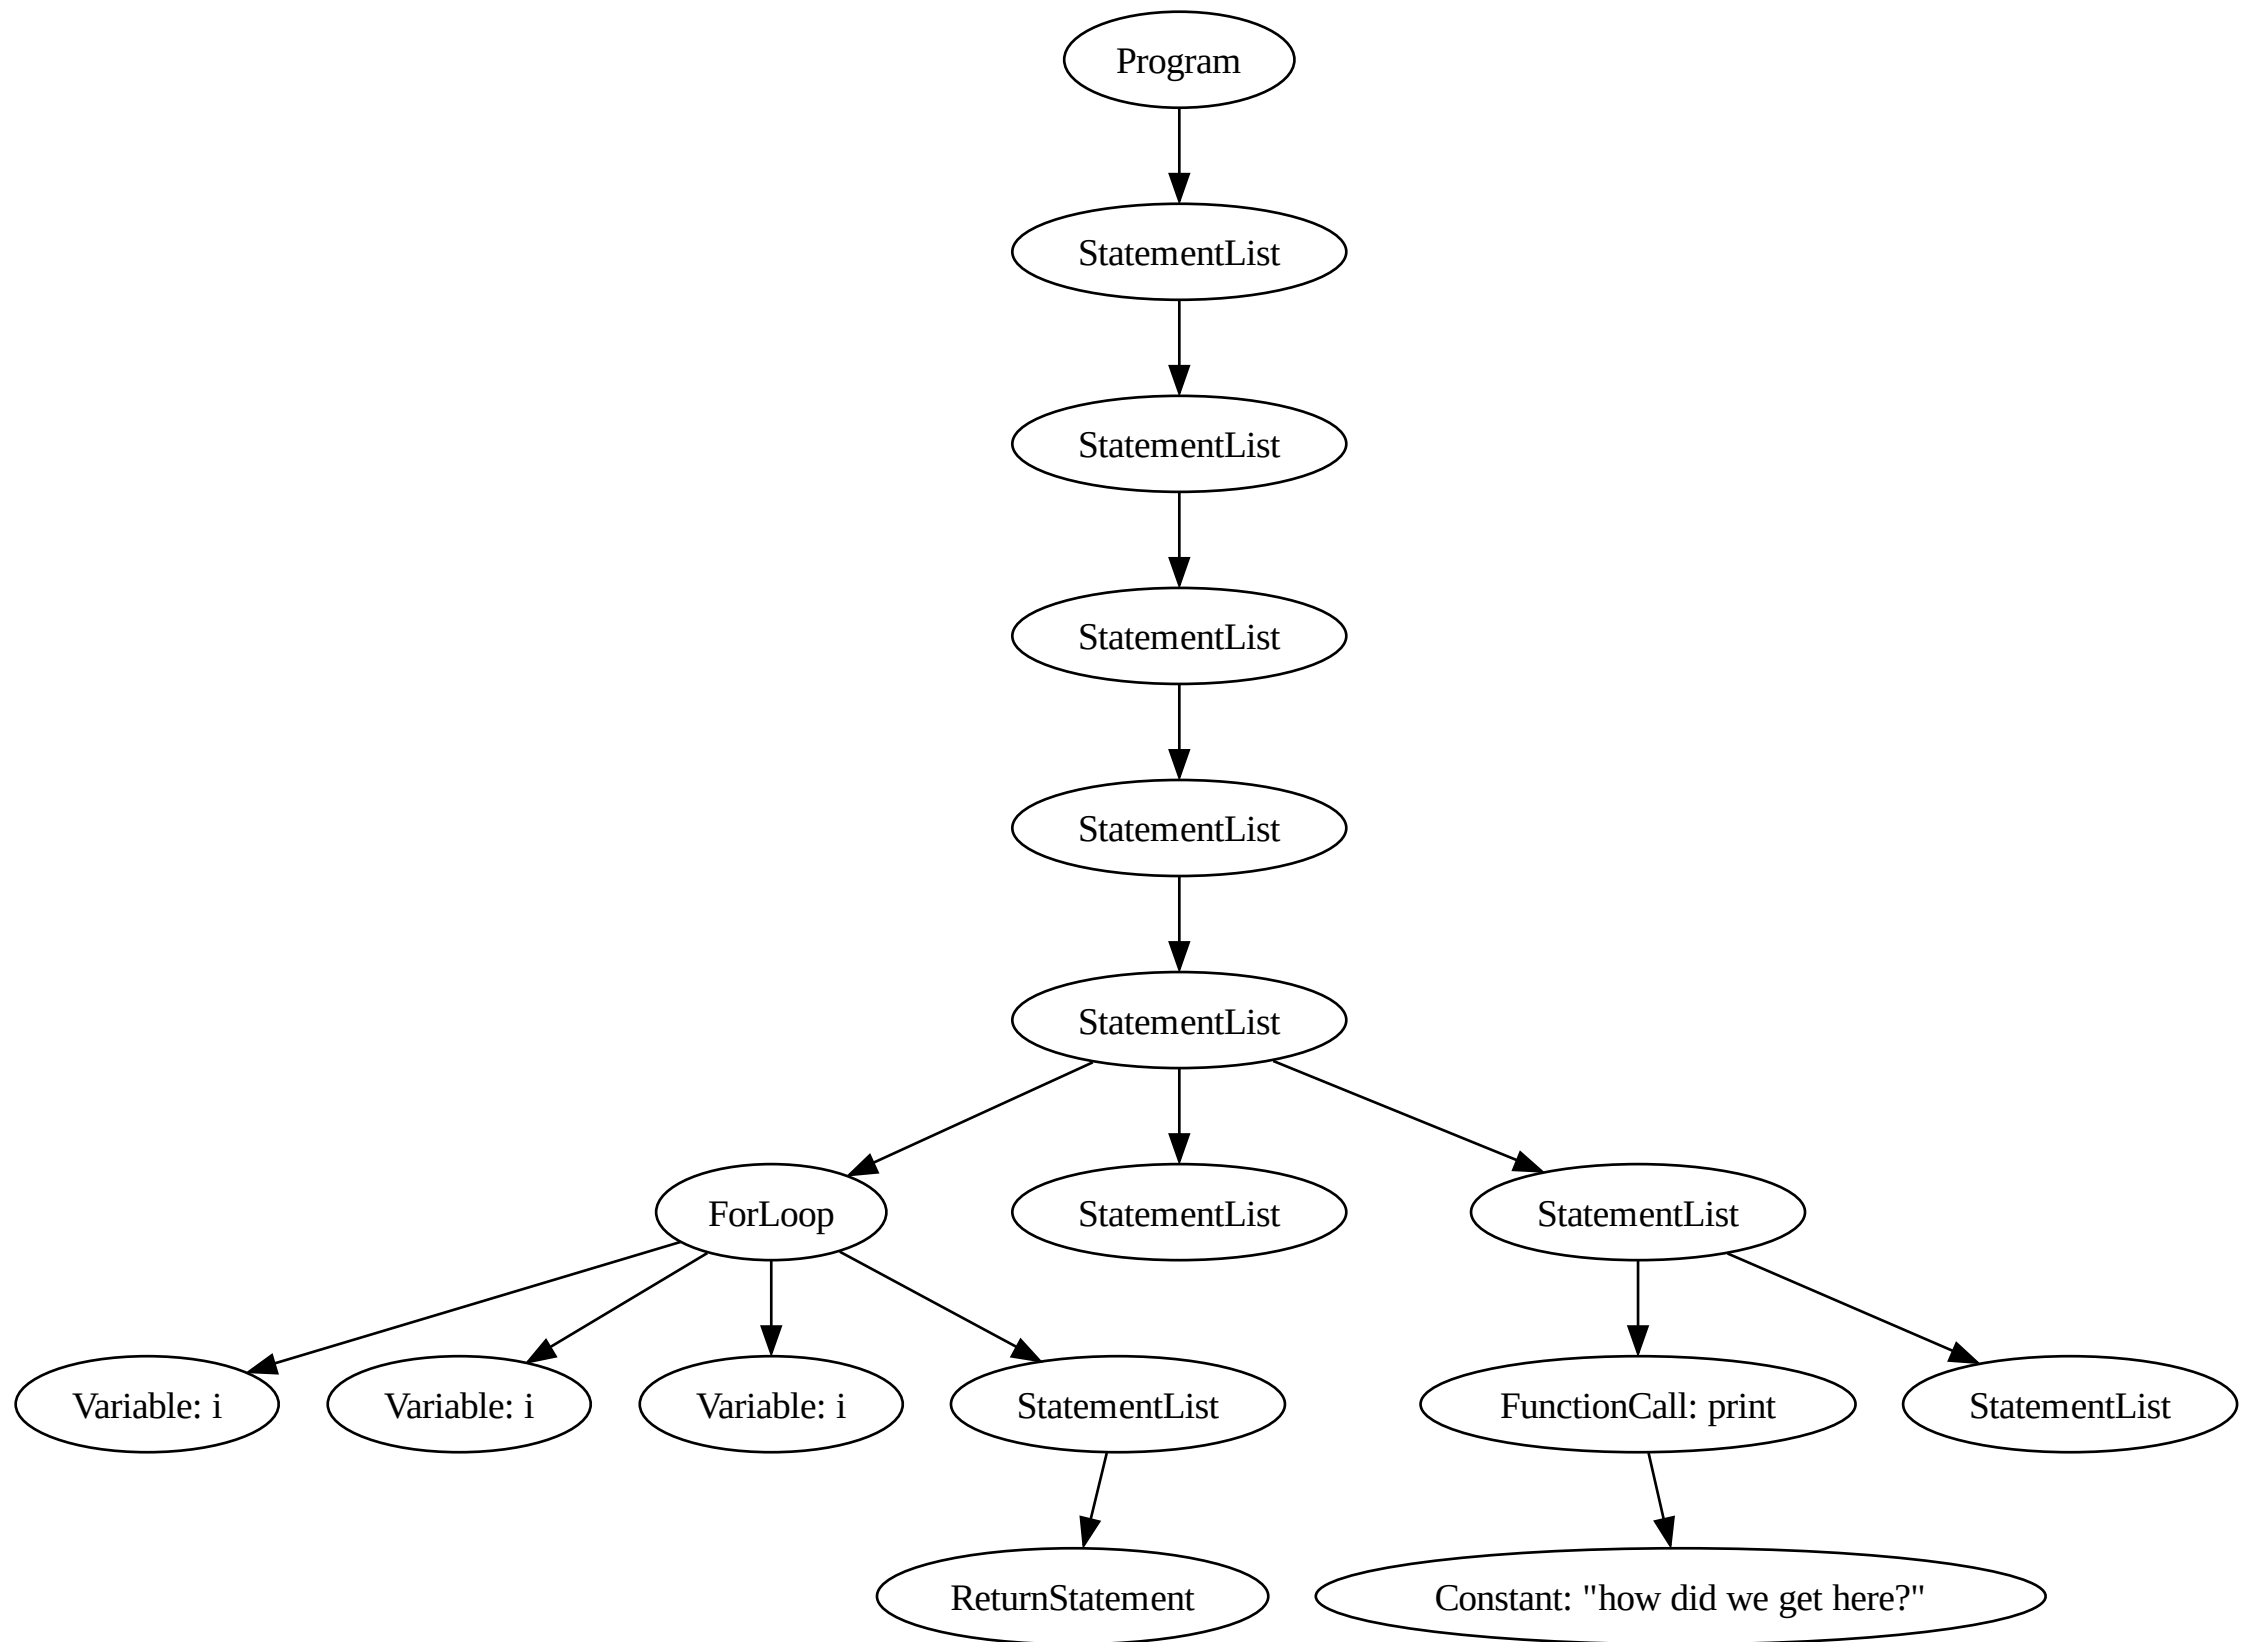 Program
StatementList
StatementList
StatementList
StatementList
StatementList
ForLoop
StatementList
StatementList
Variable: i
Variable: i
Variable: i
StatementList
FunctionCall: print
StatementList
ReturnStatement
Constant: "how did we get here?"